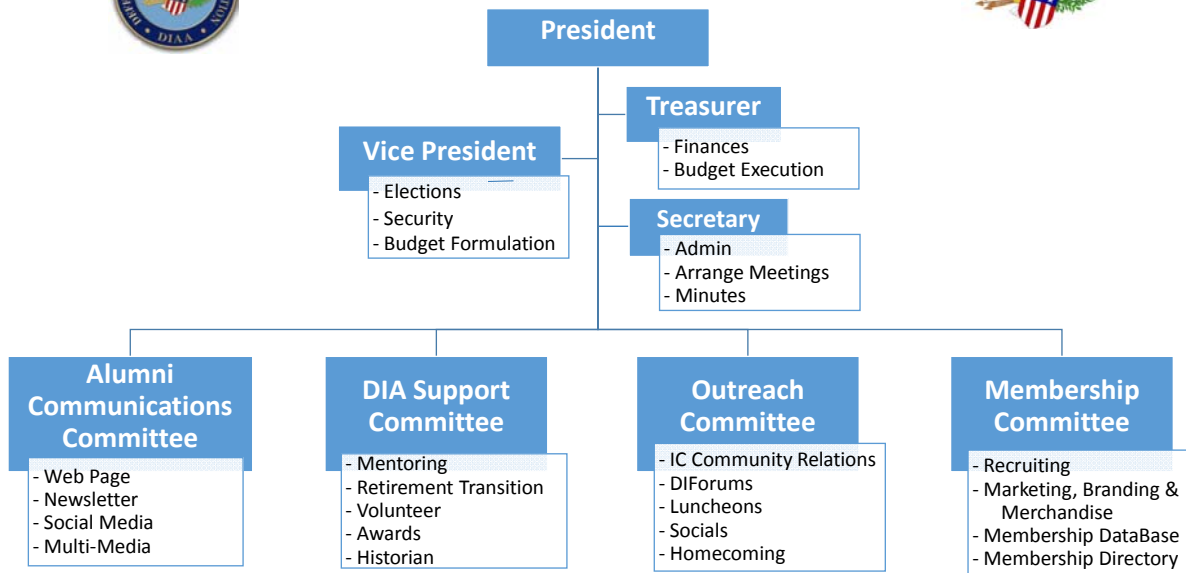 DIAA
President
Treasurer
- Finances
- Budget Execution
Vice President
- Elections
- Security
- Budget Formulation
Secretary
- Admin
- Arrange Meetings
- Minutes
Alumni
Communications
Committee
- Web Page
- Newsletter
- Social Media
- Multi-Media
DIA Support
Committee
- Mentoring
- Retirement Transition
- Volunteer
- Awards
- Historian
Outreach
Committee
- IC Community Relations
- DIForums
- Luncheons
- Socials
- Homecoming
Membership
Committee
- Recruiting
- Marketing, Branding &
Merchandise
- Membership DataBase
- Membership Directory